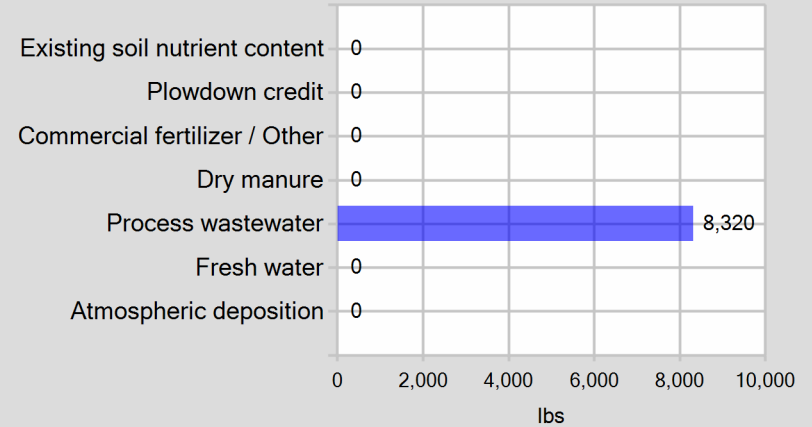 Existing soil nutrient content 0
Plowdown credit 0
Commercial fertilizer / Other 0
Dry manure 0
Process wastewater 8,320
Fresh water 0
Atmospheric deposition 0
0 2,000 4,000 6,000 8,000 10,000
lbs